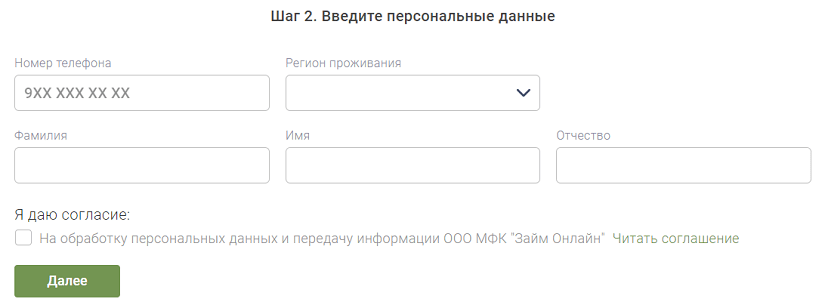 Шаг 2. Введите персональные данные
Номер телефона Регион проживания
9XX XXX XX XX
Фамилия Имя Отчество
Я даю согласие:
На обработку персональных данных и передачу информации ООО МФК "Займ Онлайн" Читать соглашение
Далее